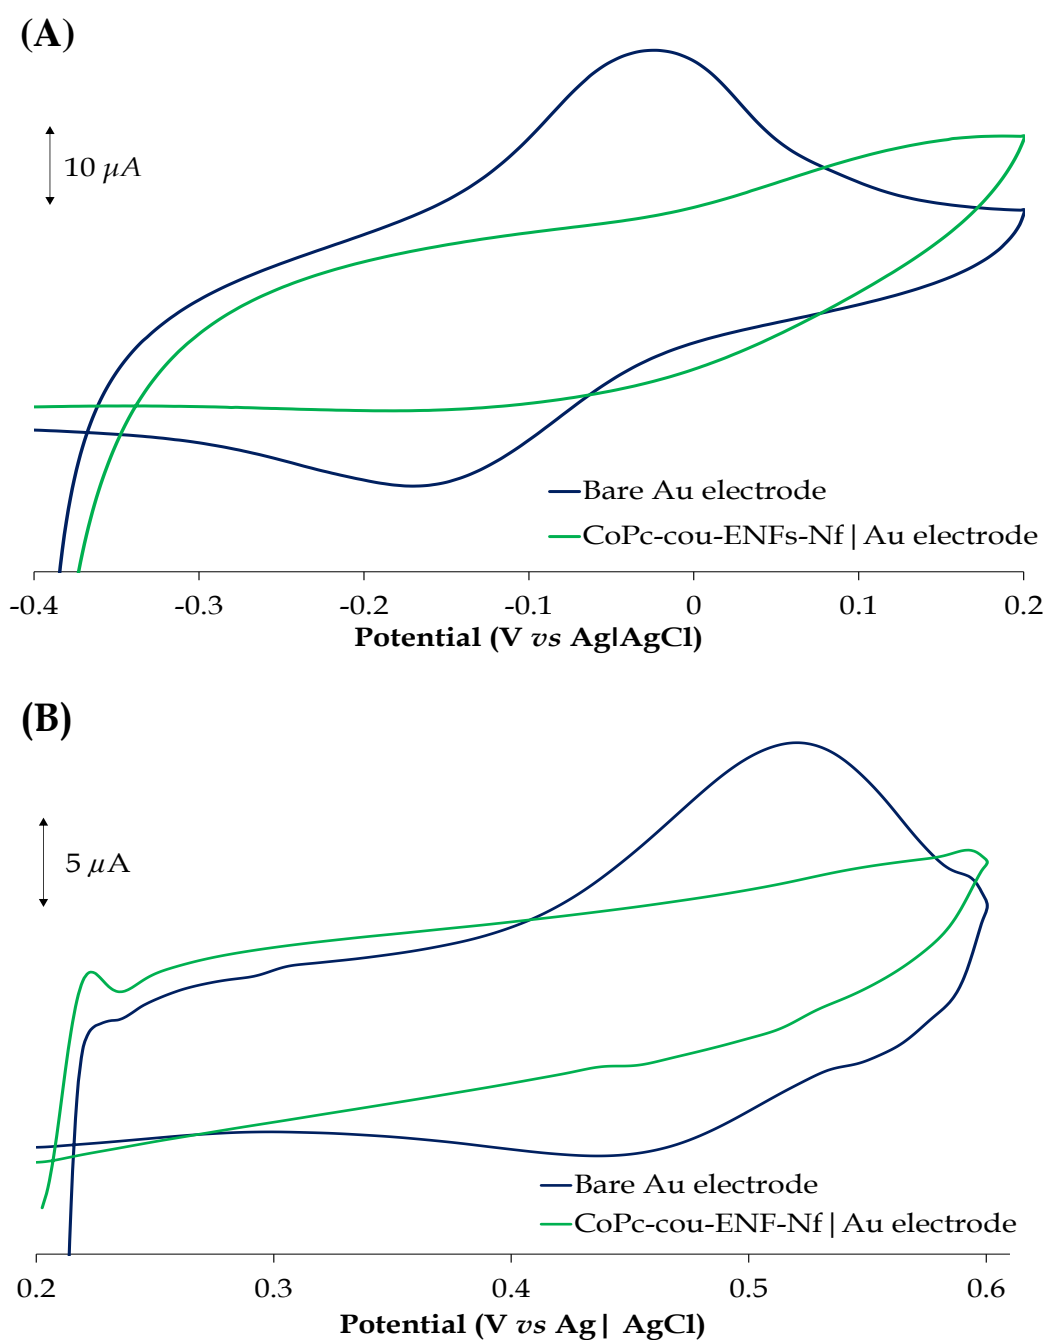 (A)
10 µA
Bare Au electrode
CoPc-cou-ENFs-Nf | Au electrode
-0.4 -0.3 -0.2 -0.1 0 0.1 0.2
Potential (V vs Ag|AgCl)
(B)
5 µA
Bare Au electrode
CoPc-cou-ENF-Nf | Au electrode
0.2 0.3 0.4 0.5 0.6
Potential (V vs Ag| AgCl)